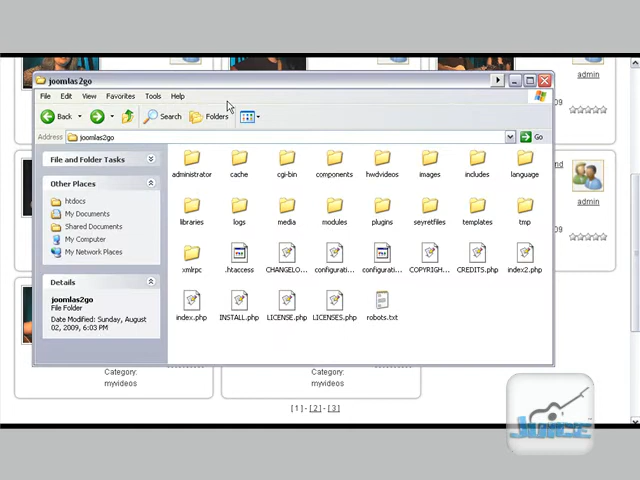 admin
joomlas2go
File Edit View Favorites Tools Help
Back Search Folders
Address joomlas2go Go
File and Folder Tasks
Other Places
htdocs
My Documents
Shared Documents
My Computer
My Network Places
Details
joomlas2go
File Folder
Date Modified: Sunday, August
02, 2009, 6:03 PM
administrator cache cgi-bin components hwdvideos images includes language
libraries logs media modules plugins seyretfiles templates tmp
xmlrpc .htaccess CHANGELO... configurati... configurati... COPYRIGH... CREDITS.php index2.php
index.php INSTALL.php LICENSE.php LICENSES.php robots.txt
09
nd
admin
09
Category:
myvideos
Category:
myvideos
[1] - [2] - [3]
JUICE